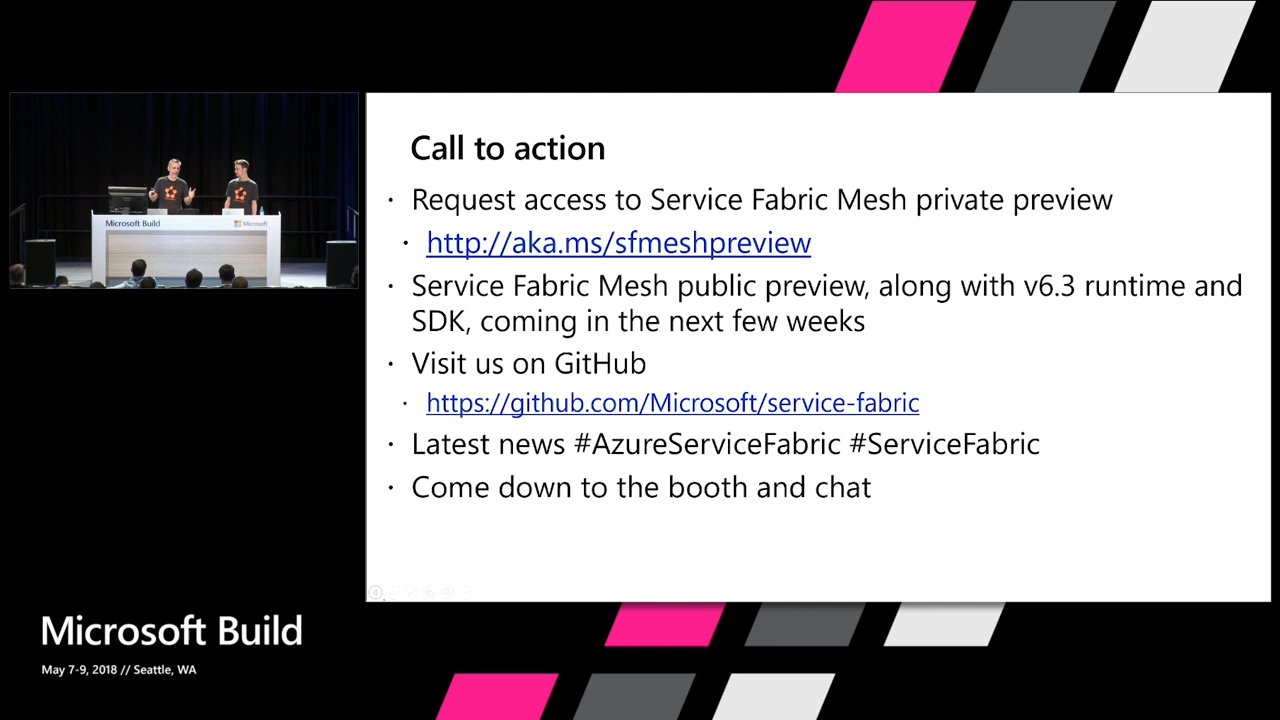 Call to action
· Request access to Service Fabric Mesh private preview
· http://aka.ms/sfmeshpreview
· Service Fabric Mesh public preview, along with v6.3 runtime and
SDK, coming in the next few weeks
· Visit us on GitHub
· https://github.com/Microsoft/service-fabric
· Latest news #AzureServiceFabric #ServiceFabric
· Come down to the booth and chat
Microsoft Build
Microsoft
Microsoft Build
May 7-9, 2018 // Seattle, WA